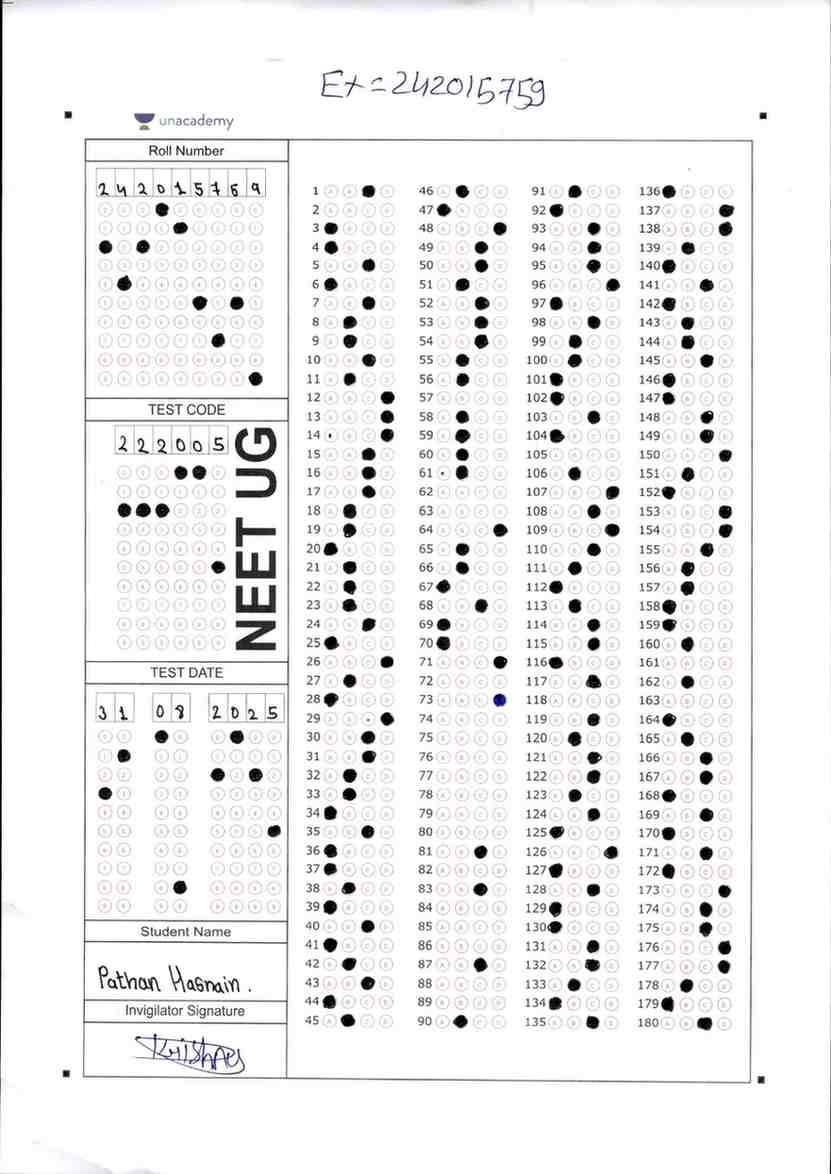 Et = 242015759
unacademy
Roll Number
2 4 2 0 1 5 7 5 9
TEST CODE
2 2 2 0 0 5
NEET UG
TEST DATE
3 1 0 8 2 0 2 5
Student Name
Pathan Hasnain.
Invigilator Signature
1 46 91 136
2 47 92 137
3 48 93 138
4 49 94 139
5 50 95 140
6 51 96 141
7 52 97 142
8 53 98 143
9 54 99 144
10 55 100 145
11 56 101 146
12 57 102 147
13 58 103 148
14 59 104 149
15 60 105 150
16 61 106 151
17 62 107 152
18 63 108 153
19 64 109 154
20 65 110 155
21 66 111 156
22 67 112 157
23 68 113 158
24 69 114 159
25 70 115 160
26 71 116 161
27 72 117 162
28 73 118 163
29 74 119 164
30 75 120 165
31 76 121 166
32 77 122 167
33 78 123 168
34 79 124 169
35 80 125 170
36 81 126 171
37 82 127 172
38 83 128 173
39 84 129 174
40 85 130 175
41 86 131 176
42 87 132 177
43 88 133 178
44 89 134 179
45 90 135 180